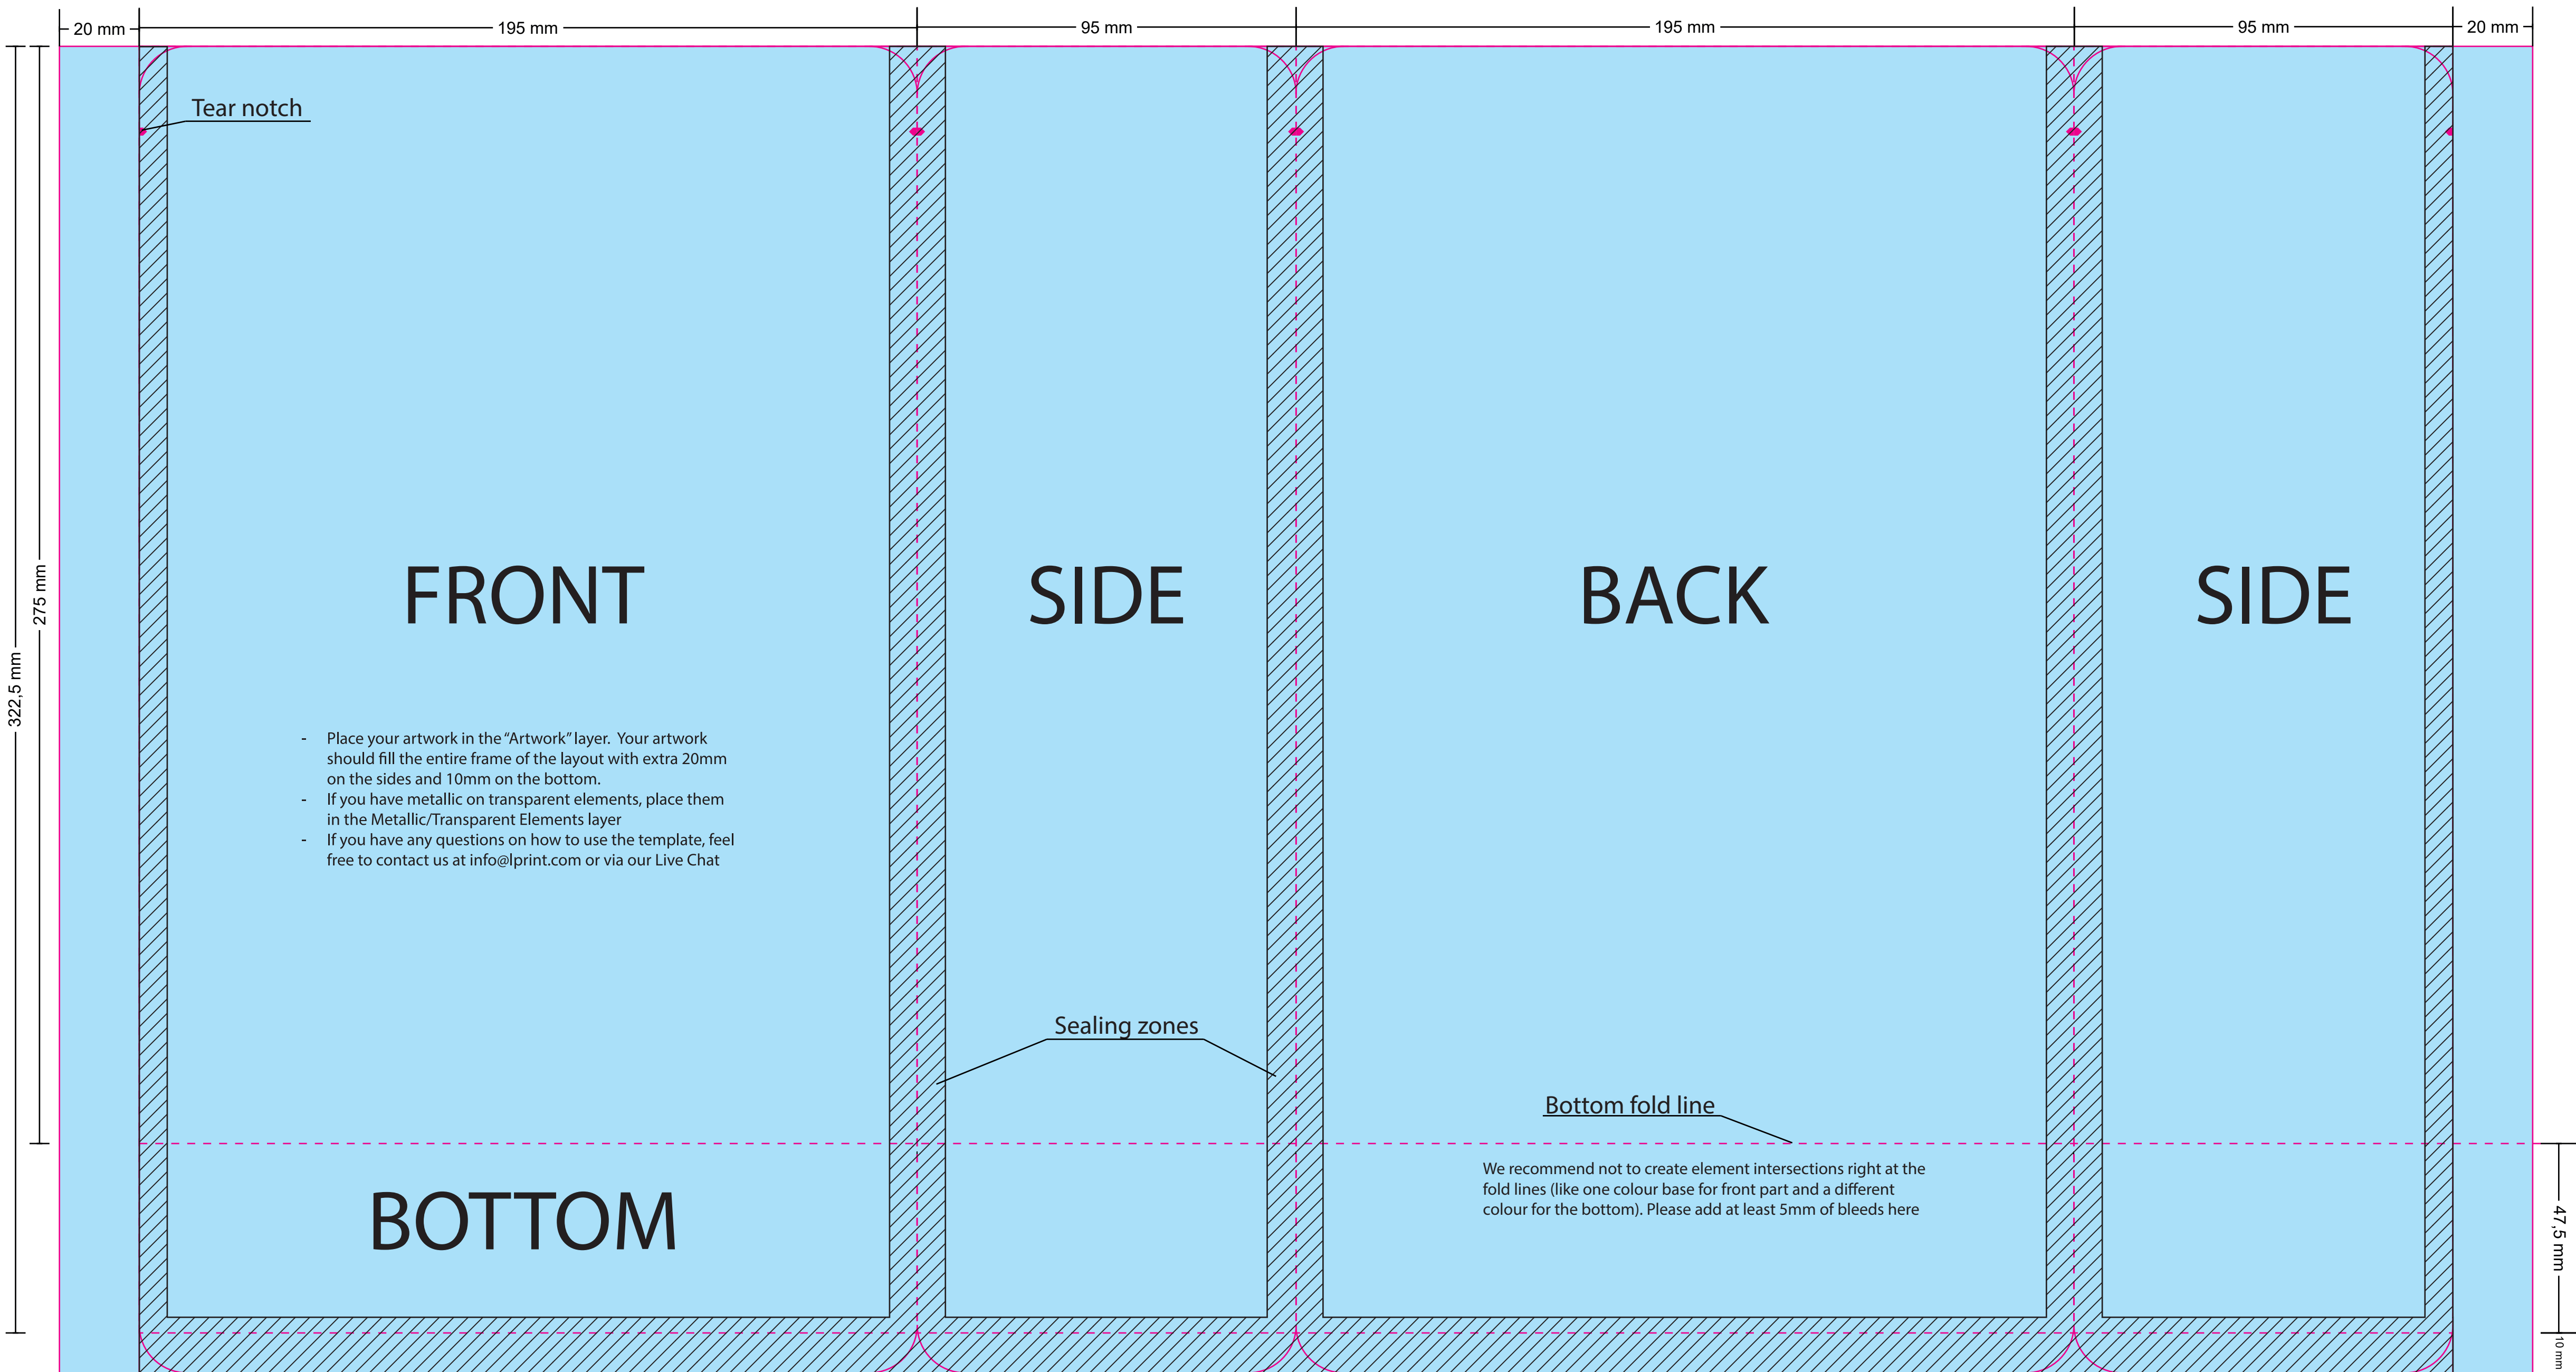 20 mm
195 mm
95 mm
195 mm
95 mm
20 mm
Tear notch
275 mm
322,5 mm
FRONT
SIDE
BACK
SIDE
- Place your artwork in the “Artwork” layer. Your artwork
should fill the entire frame of the layout with extra 20mm
on the sides and 10mm on the bottom.
- If you have metallic on transparent elements, place them
in the Metallic/Transparent Elements layer
- If you have any questions on how to use the template, feel
free to contact us at info@lprint.com or via our Live Chat
Sealing zones
Bottom fold line
We recommend not to create element intersections right at the
fold lines (like one colour base for front part and a different
colour for the bottom). Please add at least 5mm of bleeds here
BOTTOM
47,5 mm
10 mm